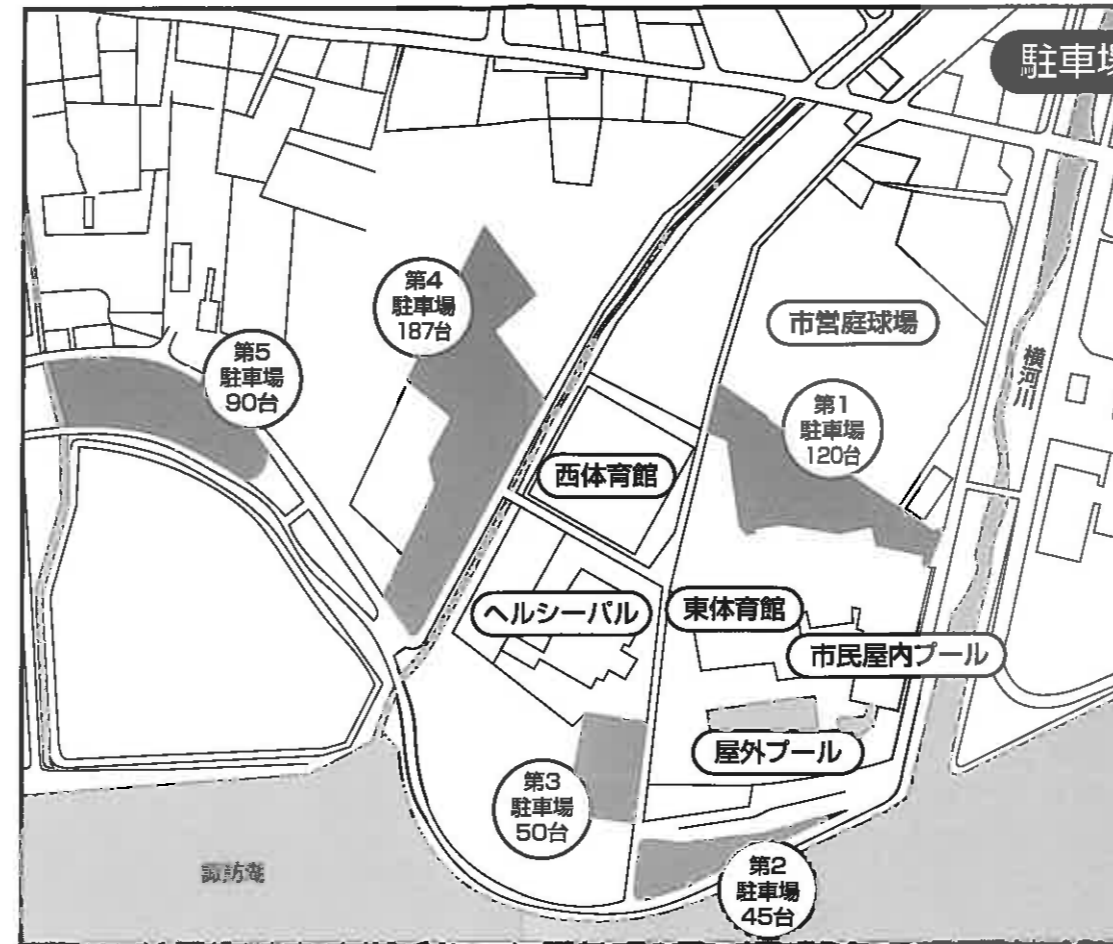 駐車場
第4
駐車場
187台
市営庭球場
第5
駐車場
90台
横河川
第1
駐車場
120台
西体育館
ヘルシーパル
東体育館
市民屋内プール
屋外プール
第3
駐車場
50台
諏訪湖
第2
駐車場
45台